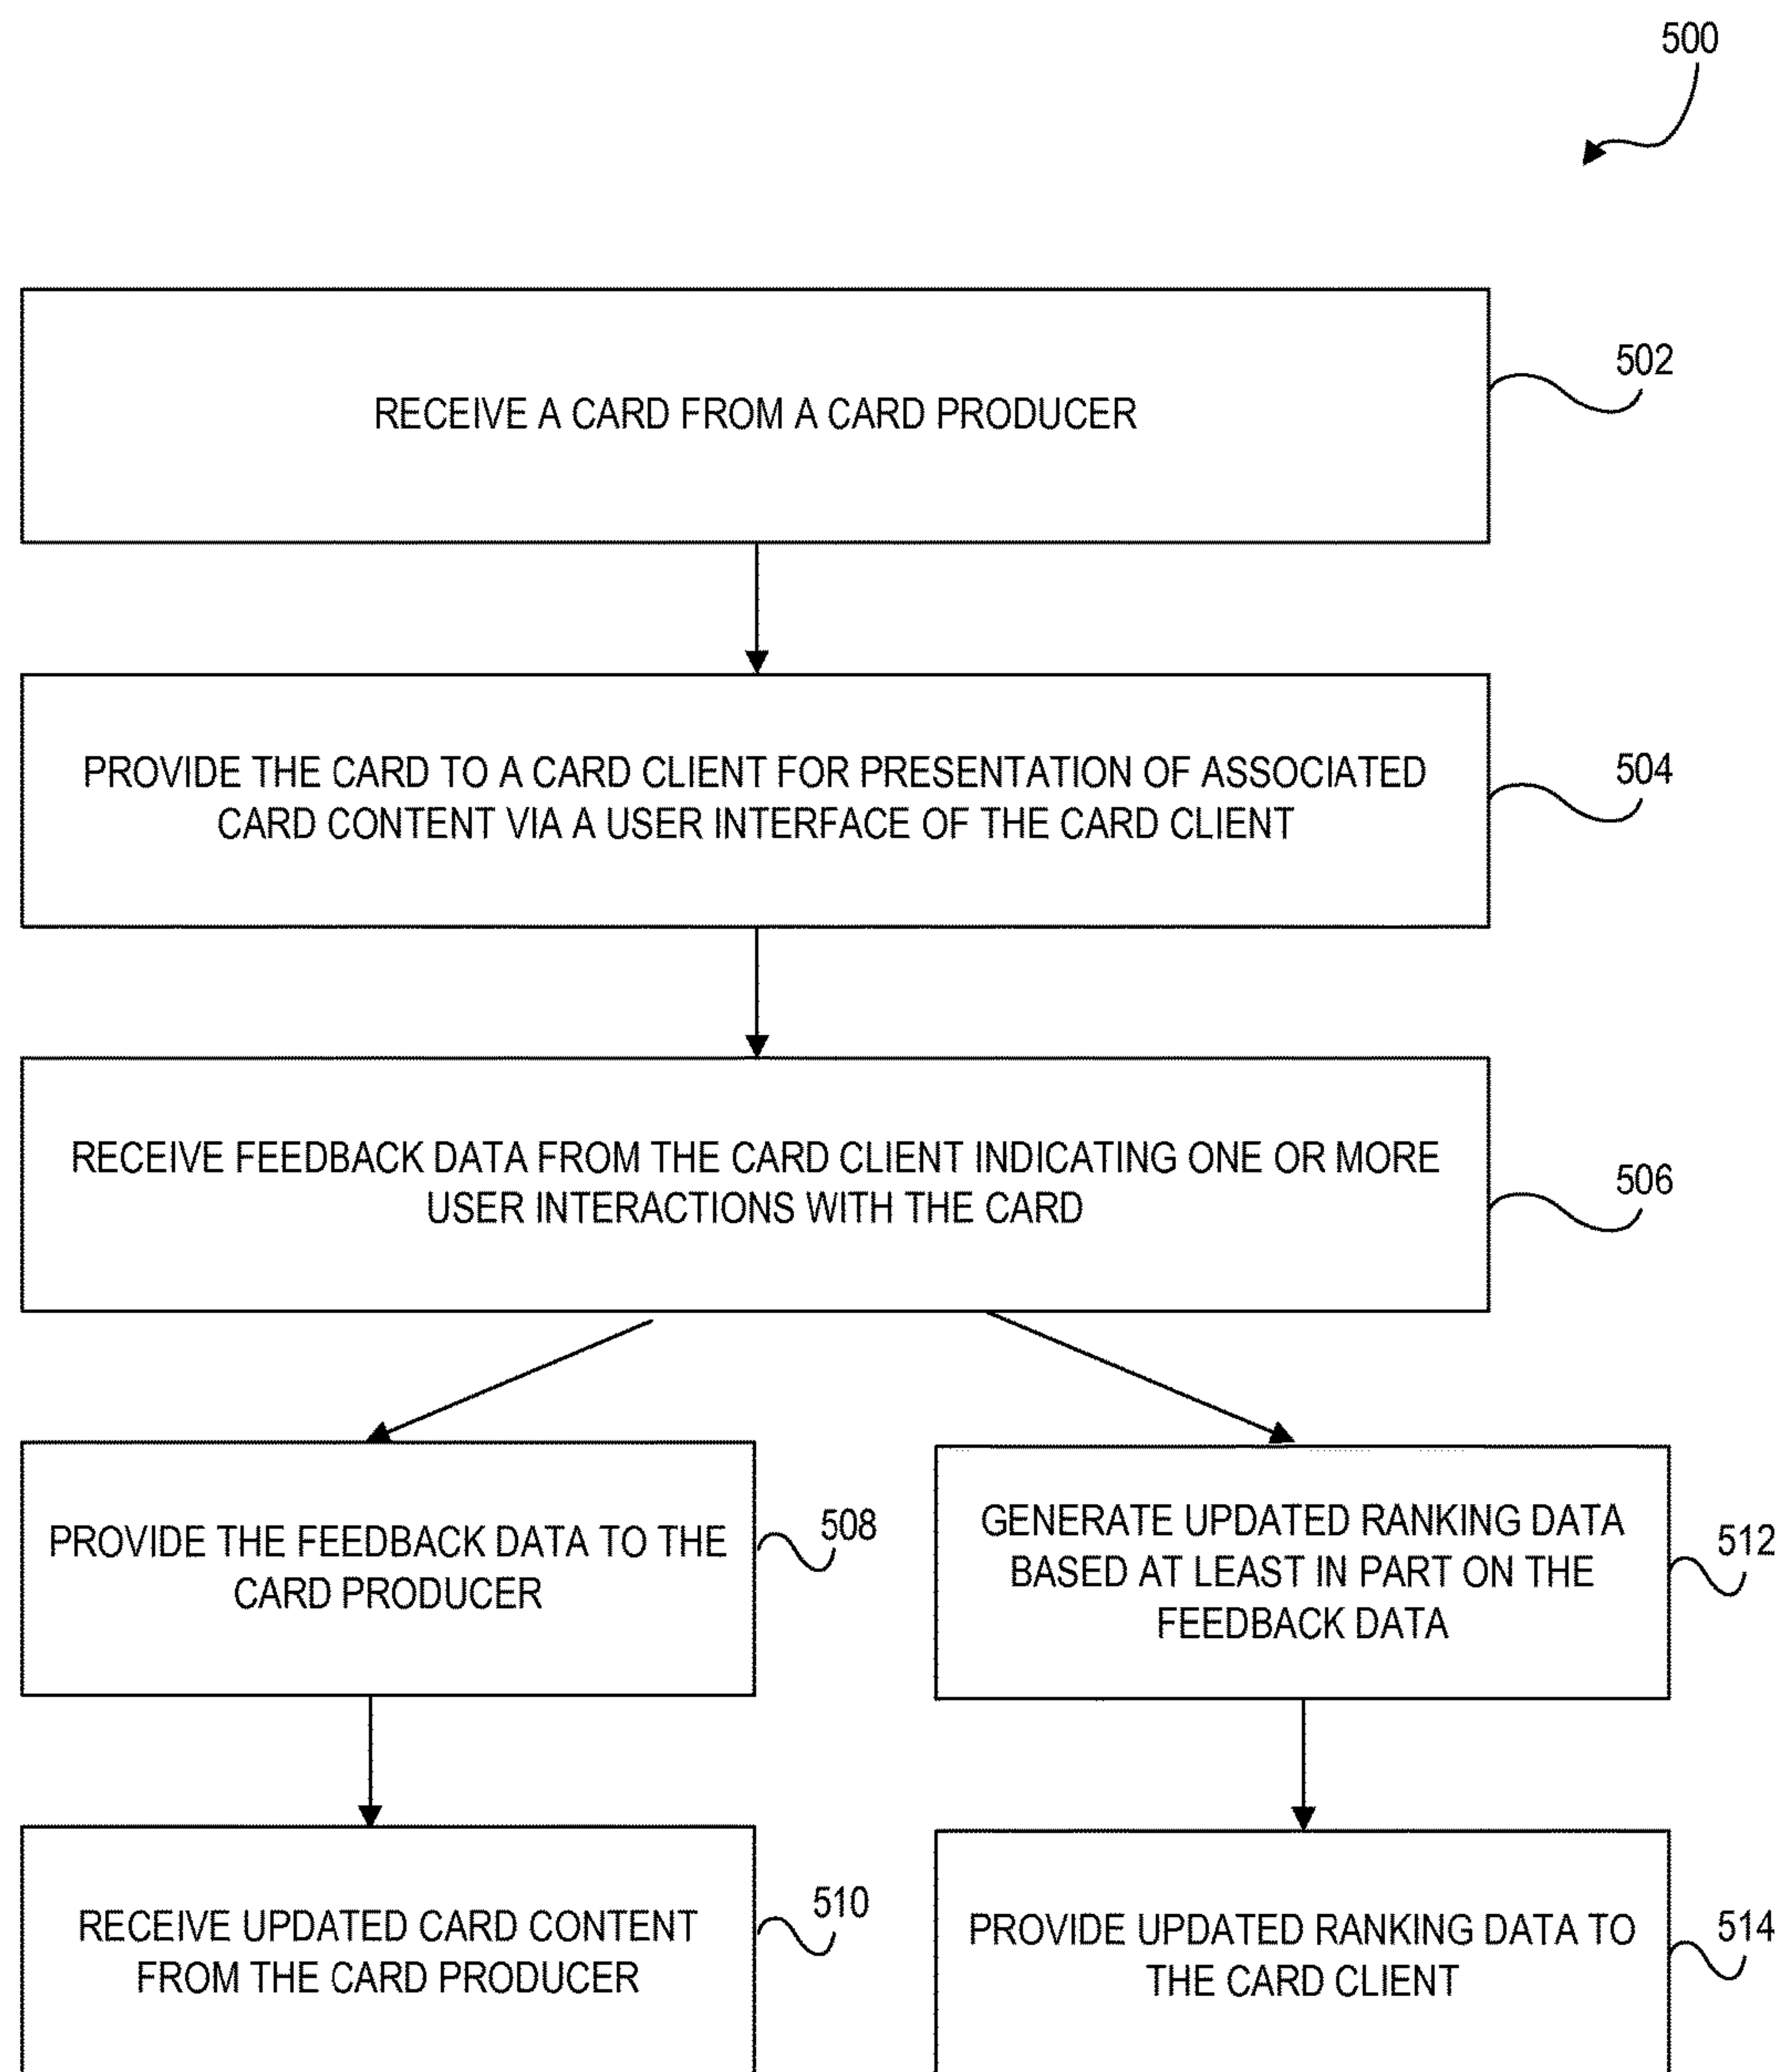 500
RECEIVE A CARD FROM A CARD PRODUCER
502
PROVIDE THE CARD TO A CARD CLIENT FOR PRESENTATION OF ASSOCIATED
CARD CONTENT VIA A USER INTERFACE OF THE CARD CLIENT
504
RECEIVE FEEDBACK DATA FROM THE CARD CLIENT INDICATING ONE OR MORE
USER INTERACTIONS WITH THE CARD
506
PROVIDE THE FEEDBACK DATA TO THE
CARD PRODUCER
508
GENERATE UPDATED RANKING DATA
BASED AT LEAST IN PART ON THE
FEEDBACK DATA
512
RECEIVE UPDATED CARD CONTENT
FROM THE CARD PRODUCER
510
PROVIDE UPDATED RANKING DATA TO
THE CARD CLIENT
514